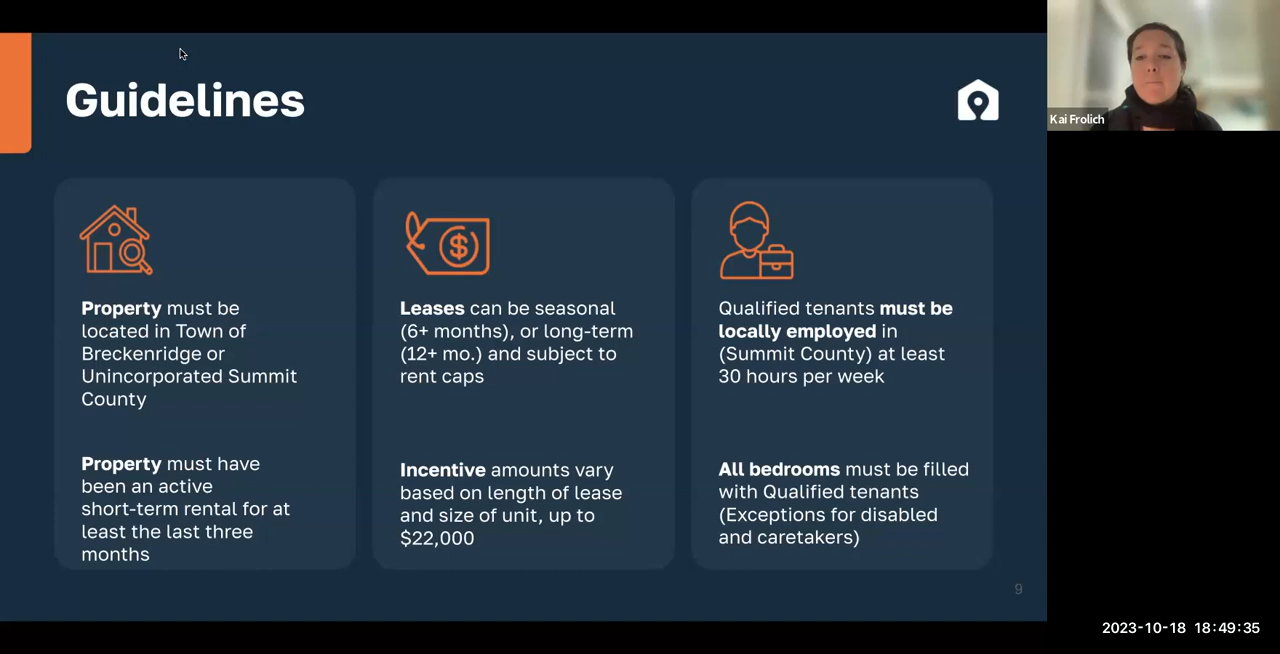 Guidelines
Kai Frolich
Property must be
located in Town of
Breckenridge or
Unincorporated Summit
County
Property must have
been an active
short-term rental for at
least the last three
months
Leases can be seasonal
(6+ months), or long-term
(12+ mo.) and subject to
rent caps
Incentive amounts vary
based on length of lease
and size of unit, up to
$22,000
Qualified tenants must be
locally employed in
(Summit County) at least
30 hours per week
All bedrooms must be filled
with Qualified tenants
(Exceptions for disabled
and caretakers)
9
2023-10-18 18:49:35